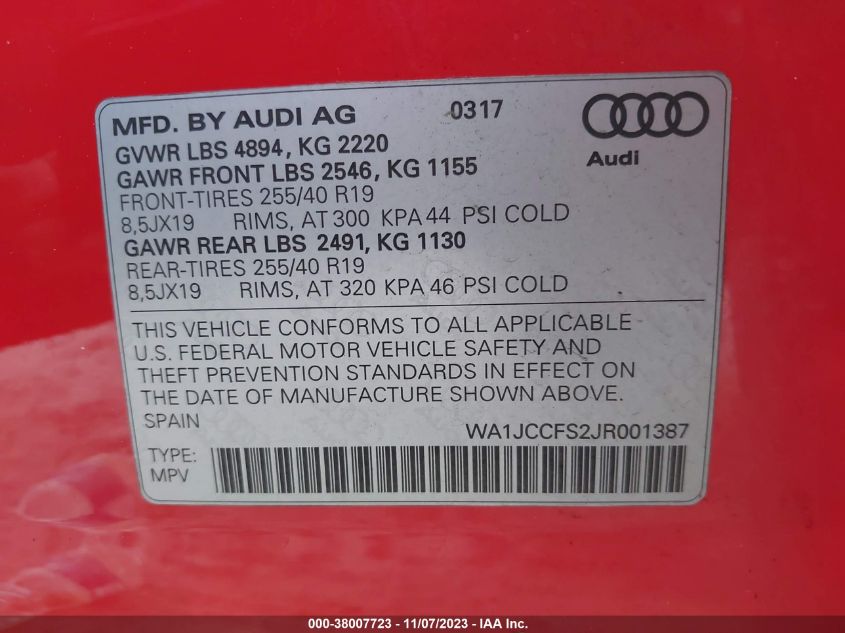 MFD. BY AUDI AG 0317
GVWR LBS 4894, KG 2220
GAWR FRONT LBS 2546, KG 1155
Audi
FRONT-TIRES 255/40 R19
8,5JX19 RIMS, AT 300 KPA 44 PSI COLD
GAWR REAR LBS 2491, KG 1130
REAR-TIRES 255/40 R19
8,5JX19 RIMS, AT 320 KPA 46 PSI COLD
THIS VEHICLE CONFORMS TO ALL APPLICABLE
U.S. FEDERAL MOTOR VEHICLE SAFETY AND
THEFT PREVENTION STANDARDS IN EFFECT ON
THE DATE OF MANUFACTURE SHOWN ABOVE.
SPAIN
WA1JCCFS2JR001387
TYPE:
MPV
000-38007723 - 11/07/2023 - IAA Inc.